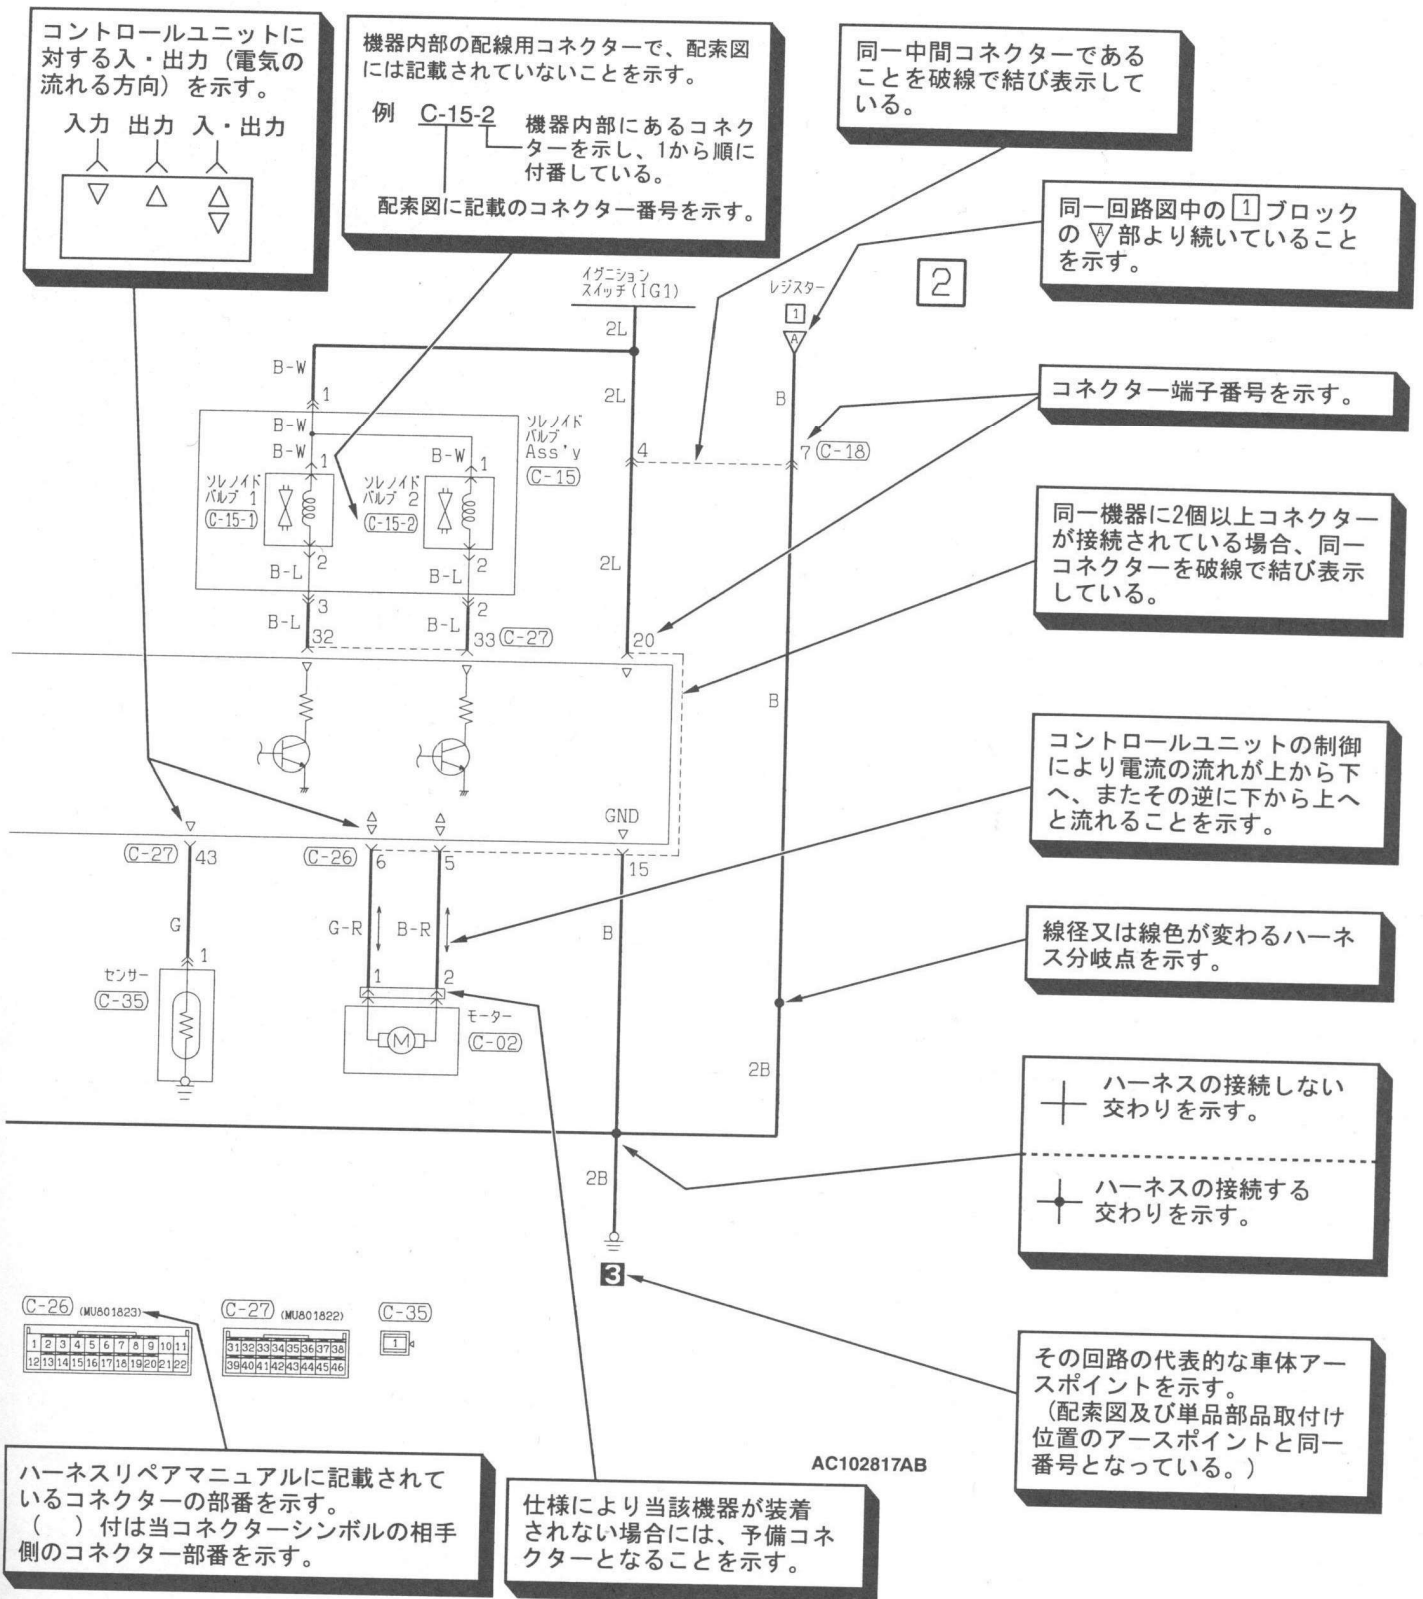 コントロールユニットに
対する入・出力（電気の
流れる方向）を示す。
入力 出力 入・出力
機器内部の配線用コネクターで、配索図
には記載されていないことを示す。
例 C-15-2
機器内部にあるコネク
ターを示し、1から順に
付番している。
配索図に記載のコネクター番号を示す。
同一中間コネクターである
ことを破線で結び表示して
いる。
同一回路図中の 1 ブロック
の A 部より続いていること
を示す。
イグニション
スイッチ(IG1)
レジスター
1
A
2
2L
B-W
1
2L
B
コネクター端子番号を示す。
B-W
B-W
1
B-W
1
ソレノイド
バルブ
Ass'y
(C-15)
4
7 (C-18)
ソレノイド
バルブ 1
(C-15-1)
ソレノイド
バルブ 2
(C-15-2)
同一機器に2個以上コネクター
が接続されている場合、同一
コネクターを破線で結び表示
している。
2
B-L
2
B-L
2L
3
B-L
32
2
B-L
33 (C-27)
20
B
コントロールユニットの制御
により電流の流れが上から下
へ、またその逆に下から上へ
と流れることを示す。
GND
(C-27) 43
(C-26) 6
5
15
G
G-R
B-R
B
線径又は線色が変わるハーネ
ス分岐点を示す。
1
センサー
(C-35)
1
2
モーター
(C-02)
M
2B
ハーネスの接続しない
交わりを示す。
ハーネスの接続する
交わりを示す。
2B
3
(C-26) (MU801823)
1 2 3 4 5 6 7 8 9 10 11
12 13 14 15 16 17 18 19 20 21 22
(C-27) (MU801822)
31 32 33 34 35 36 37 38
39 40 41 42 43 44 45 46
(C-35)
1
その回路の代表的な車体アー
スポイントを示す。
（配索図及び単品部品取付け
位置のアースポイントと同一
番号となっている。）
ハーネスリペアマニュアルに記載されて
いるコネクターの部番を示す。
（　）付は当コネクターシンボルの相手
側のコネクター部番を示す。
仕様により当該機器が装着
されない場合には、予備コネ
クターとなることを示す。
AC102817AB